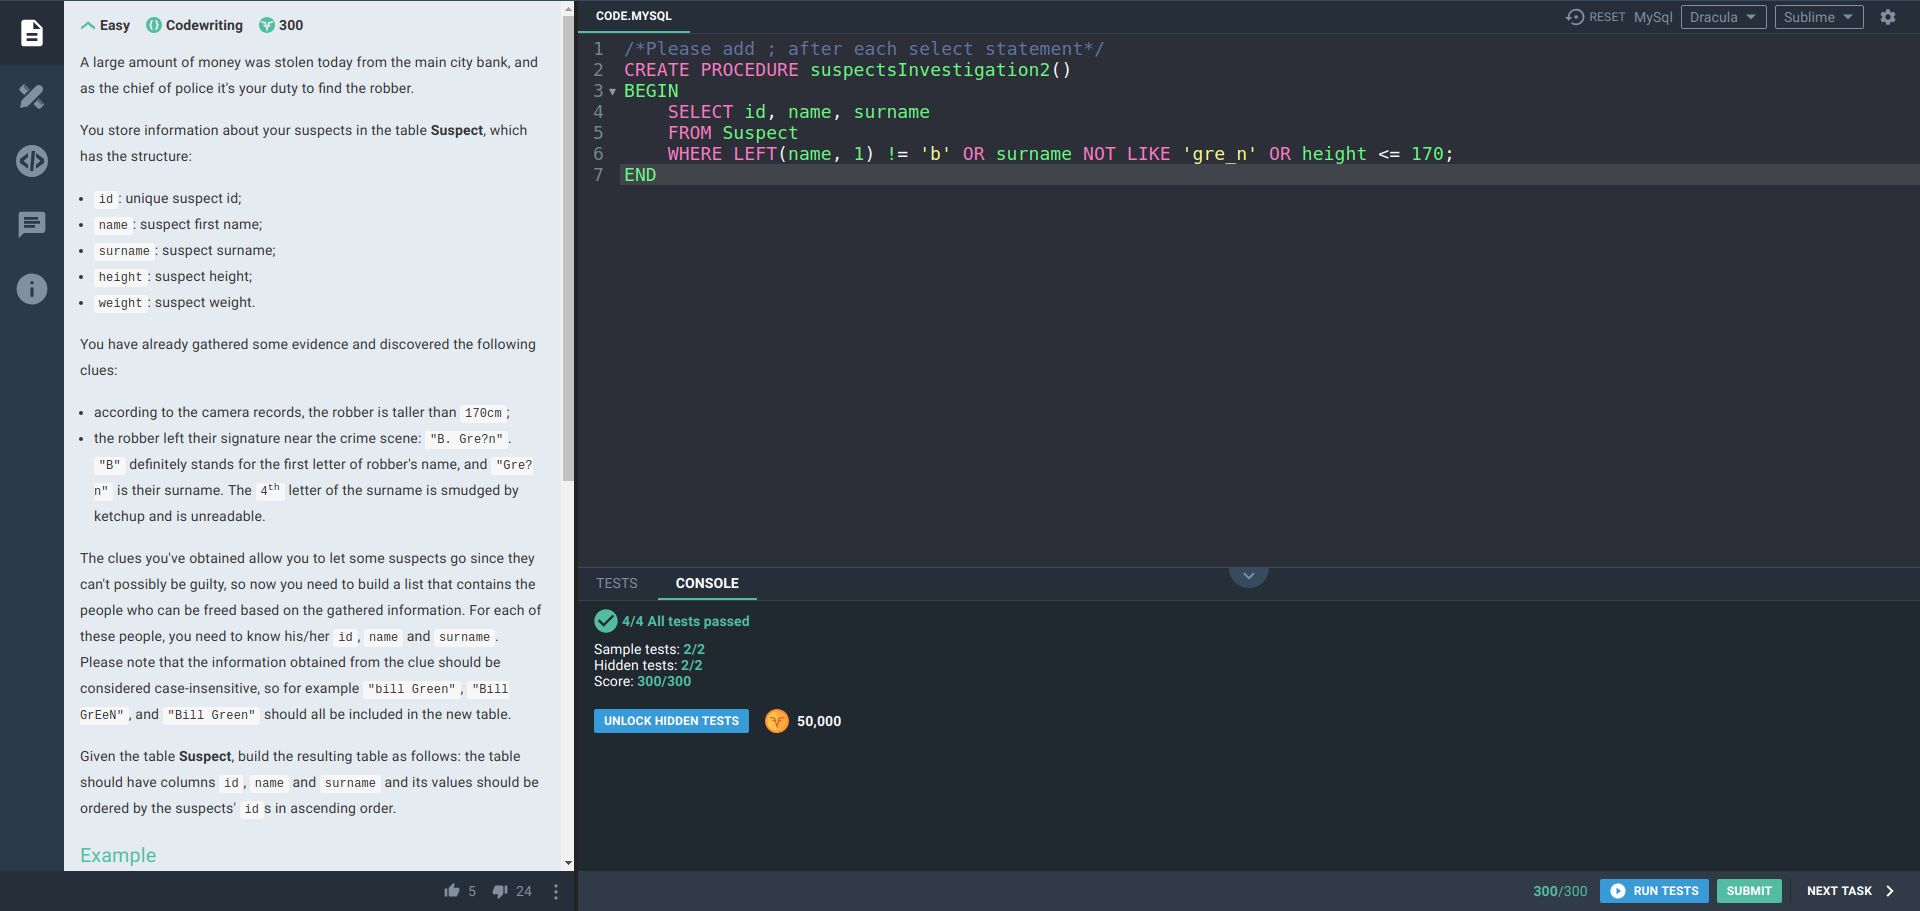 Easy Codewriting 300
A large amount of money was stolen today from the main city bank, and
as the chief of police it's your duty to find the robber.
You store information about your suspects in the table Suspect, which
has the structure:
• id: unique suspect id;
• name: suspect first name;
• surname: suspect surname;
• height: suspect height;
• weight: suspect weight.
You have already gathered some evidence and discovered the following
clues:
• according to the camera records, the robber is taller than 170cm;
• the robber left their signature near the crime scene: "B. Gre?n".
"B" definitely stands for the first letter of robber's name, and "Gre?
n" is their surname. The 4th letter of the surname is smudged by
ketchup and is unreadable.
The clues you've obtained allow you to let some suspects go since they
can't possibly be guilty, so now you need to build a list that contains the
people who can be freed based on the gathered information. For each of
these people, you need to know his/her id, name and surname.
Please note that the information obtained from the clue should be
considered case-insensitive, so for example "bill Green", "Bill
GrEeN", and "Bill Green" should all be included in the new table.
Given the table Suspect, build the resulting table as follows: the table
should have columns id, name and surname and its values should be
ordered by the suspects' ids in ascending order.
Example
5 24
CODE.MYSQL
RESET MySql Dracula Sublime
1 /*Please add ; after each select statement*/
2 CREATE PROCEDURE suspectsInvestigation2()
3 BEGIN
4 SELECT id, name, surname
5 FROM Suspect
6 WHERE LEFT(name, 1) != 'b' OR surname NOT LIKE 'gre_n' OR height <= 170;
7 END
TESTS CONSOLE
4/4 All tests passed
Sample tests: 2/2
Hidden tests: 2/2
Score: 300/300
UNLOCK HIDDEN TESTS 50,000
300/300 RUN TESTS SUBMIT NEXT TASK